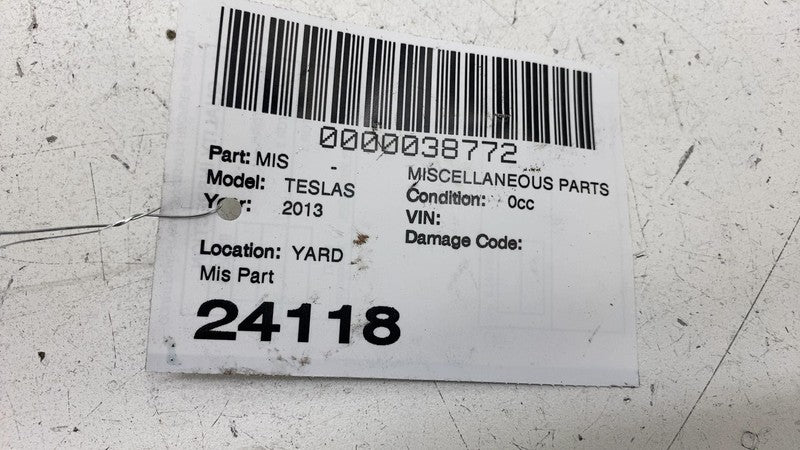 0000038772
Part: MIS - MISCELLANEOUS PARTS
Model: TESLAS Condition: 0cc
Year: 2013 VIN:
Damage Code:
Location: YARD
Mis Part
24118